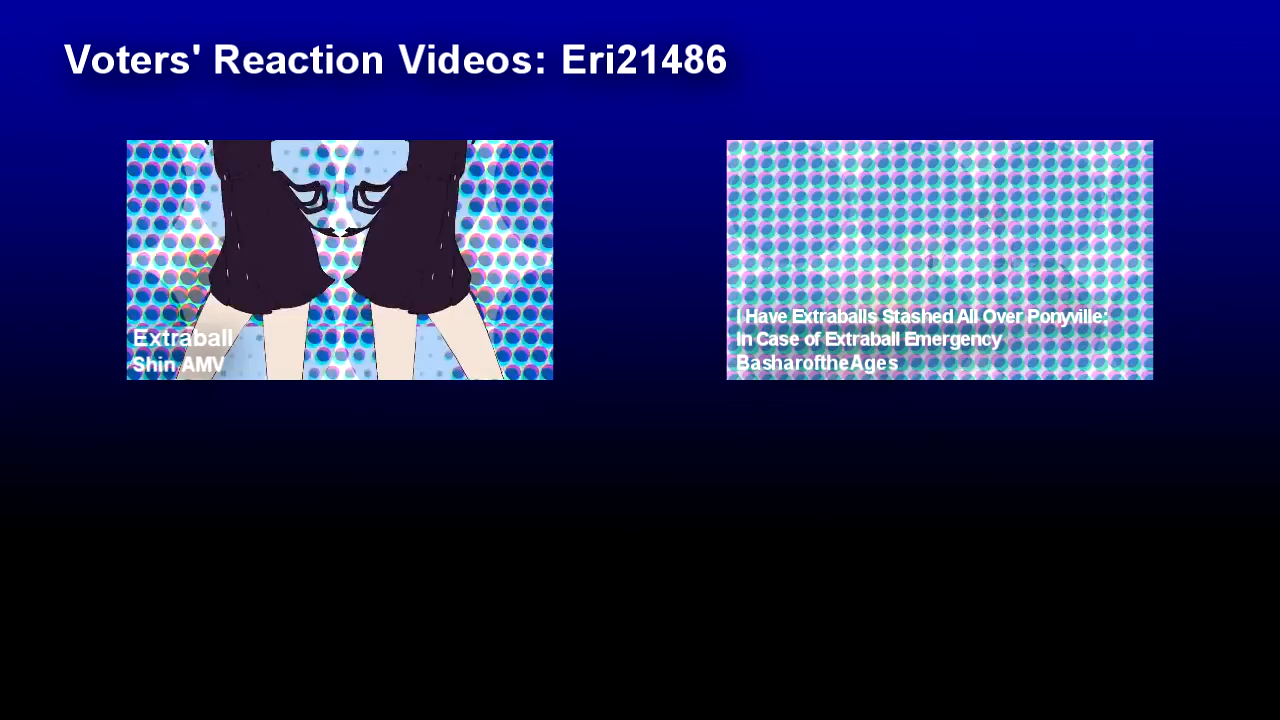 Voters' Reaction Videos: Eri21486
Extraball
Shin AMV
I Have Extraballs Stashed All Over Ponyville:
In Case of Extraball Emergency
BasharoftheAges